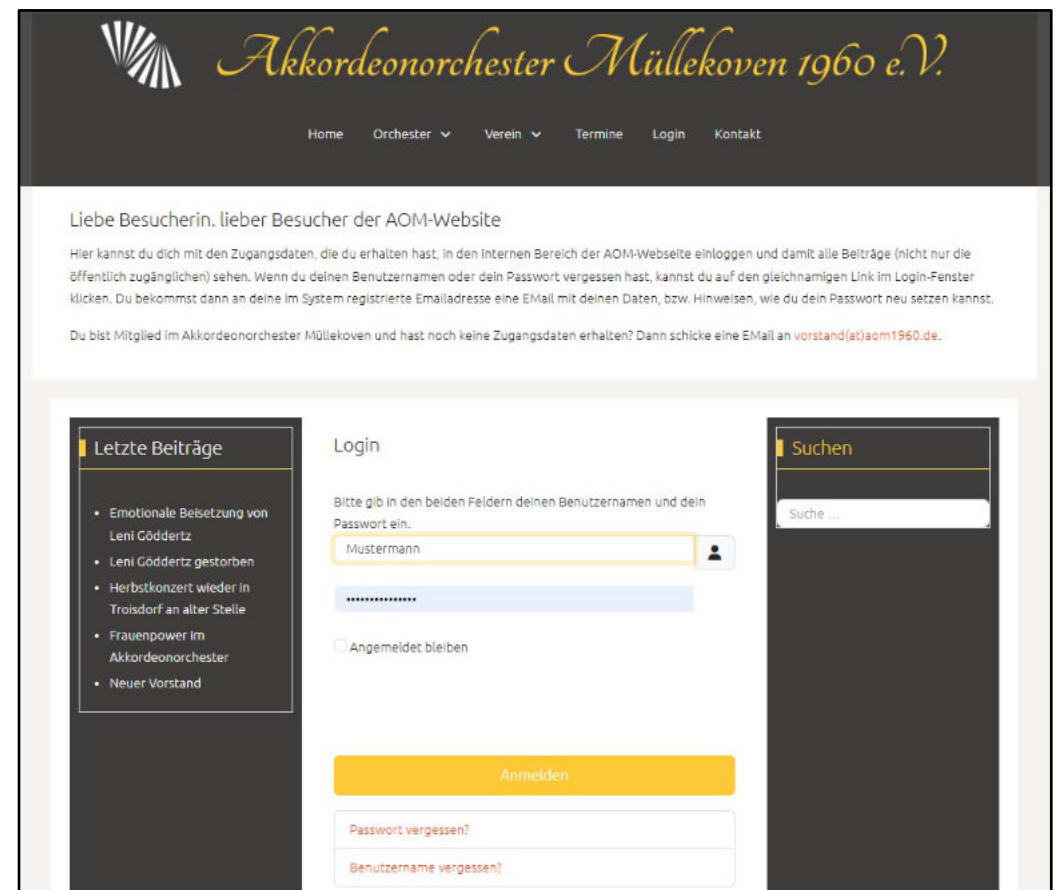 Akkordeonorchester Müllekoven 1960 e.V.
Home Orchester Verein Termine Login Kontakt
Liebe Besucherin. lieber Besucher der AOM-Website
Hier kannst du dich mit den Zugangsdaten, die du erhalten hast, in den internen Bereich der AOM-Webseite einloggen und damit alle Beiträge (nicht nur die
öffentlich zugänglichen) sehen. Wenn du deinen Benutzernamen oder dein Passwort vergessen hast, kannst du auf den gleichnamigen Link im Login-Fenster
klicken. Du bekommst dann an deine im System registrierte Emailadresse eine EMail mit deinen Daten, bzw. Hinweisen, wie du dein Passwort neu setzen kannst.
Du bist Mitglied im Akkordeonorchester Müllekoven und hast noch keine Zugangsdaten erhalten? Dann schicke eine EMail an vorstand(at)aom1960.de.
Letzte Beiträge
• Emotionale Beisetzung von
Leni Göddertz
• Leni Göddertz gestorben
• Herbstkonzert wieder in
Troisdorf an alter Stelle
• Frauenpower im
Akkordeonorchester
• Neuer Vorstand
Login
Bitte gib in den beiden Feldern deinen Benutzernamen und dein
Passwort ein.
Mustermann
•••••••••••••••
Angemeldet bleiben
Anmelden
Passwort vergessen?
Benutzername vergessen?
Suchen
Suche ...